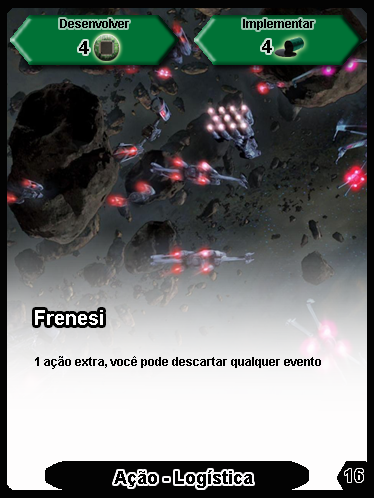 Desenvolver
4
Implementar
4
Frenesi
1 ação extra, você pode descartar qualquer evento
Ação - Logística
16